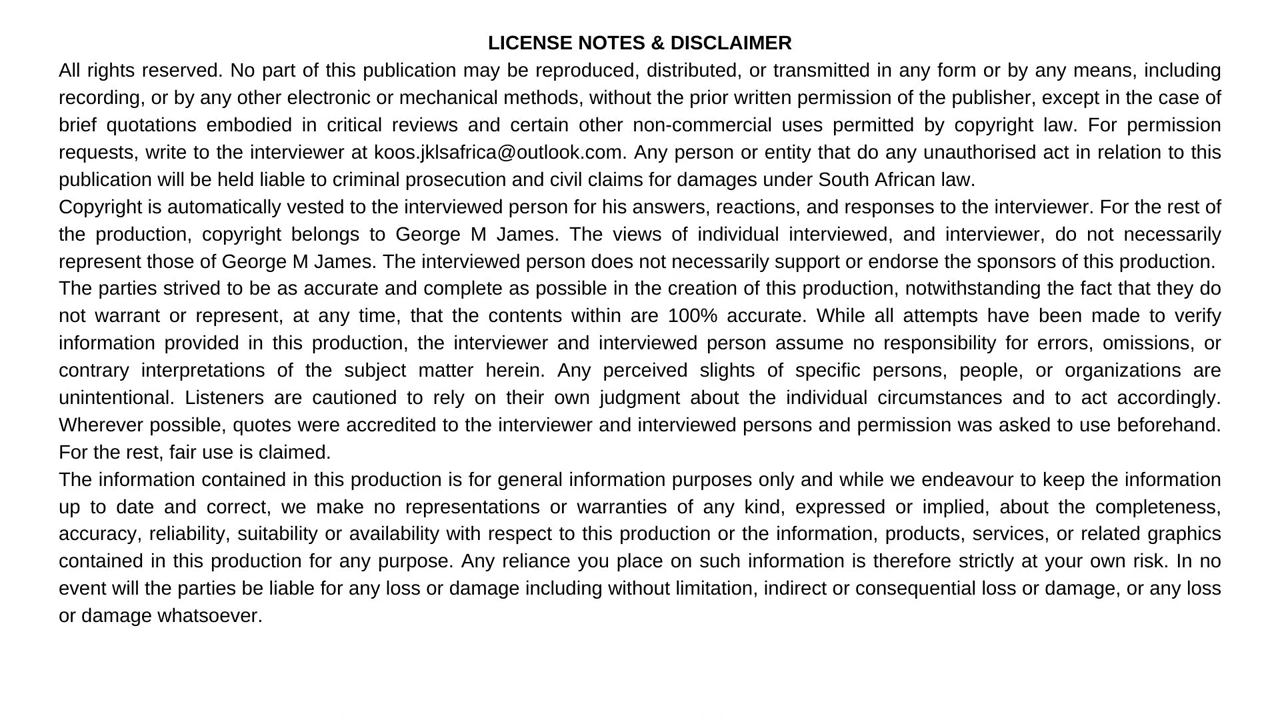 LICENSE NOTES & DISCLAIMER
All rights reserved. No part of this publication may be reproduced, distributed, or transmitted in any form or by any means, including
recording, or by any other electronic or mechanical methods, without the prior written permission of the publisher, except in the case of
brief quotations embodied in critical reviews and certain other non-commercial uses permitted by copyright law. For permission
requests, write to the interviewer at koos.jklsafrica@outlook.com. Any person or entity that do any unauthorised act in relation to this
publication will be held liable to criminal prosecution and civil claims for damages under South African law.
Copyright is automatically vested to the interviewed person for his answers, reactions, and responses to the interviewer. For the rest of
the production, copyright belongs to George M James. The views of individual interviewed, and interviewer, do not necessarily
represent those of George M James. The interviewed person does not necessarily support or endorse the sponsors of this production.
The parties strived to be as accurate and complete as possible in the creation of this production, notwithstanding the fact that they do
not warrant or represent, at any time, that the contents within are 100% accurate. While all attempts have been made to verify
information provided in this production, the interviewer and interviewed person assume no responsibility for errors, omissions, or
contrary interpretations of the subject matter herein. Any perceived slights of specific persons, people, or organizations are
unintentional. Listeners are cautioned to rely on their own judgment about the individual circumstances and to act accordingly.
Wherever possible, quotes were accredited to the interviewer and interviewed persons and permission was asked to use beforehand.
For the rest, fair use is claimed.
The information contained in this production is for general information purposes only and while we endeavour to keep the information
up to date and correct, we make no representations or warranties of any kind, expressed or implied, about the completeness,
accuracy, reliability, suitability or availability with respect to this production or the information, products, services, or related graphics
contained in this production for any purpose. Any reliance you place on such information is therefore strictly at your own risk. In no
event will the parties be liable for any loss or damage including without limitation, indirect or consequential loss or damage, or any loss
or damage whatsoever.